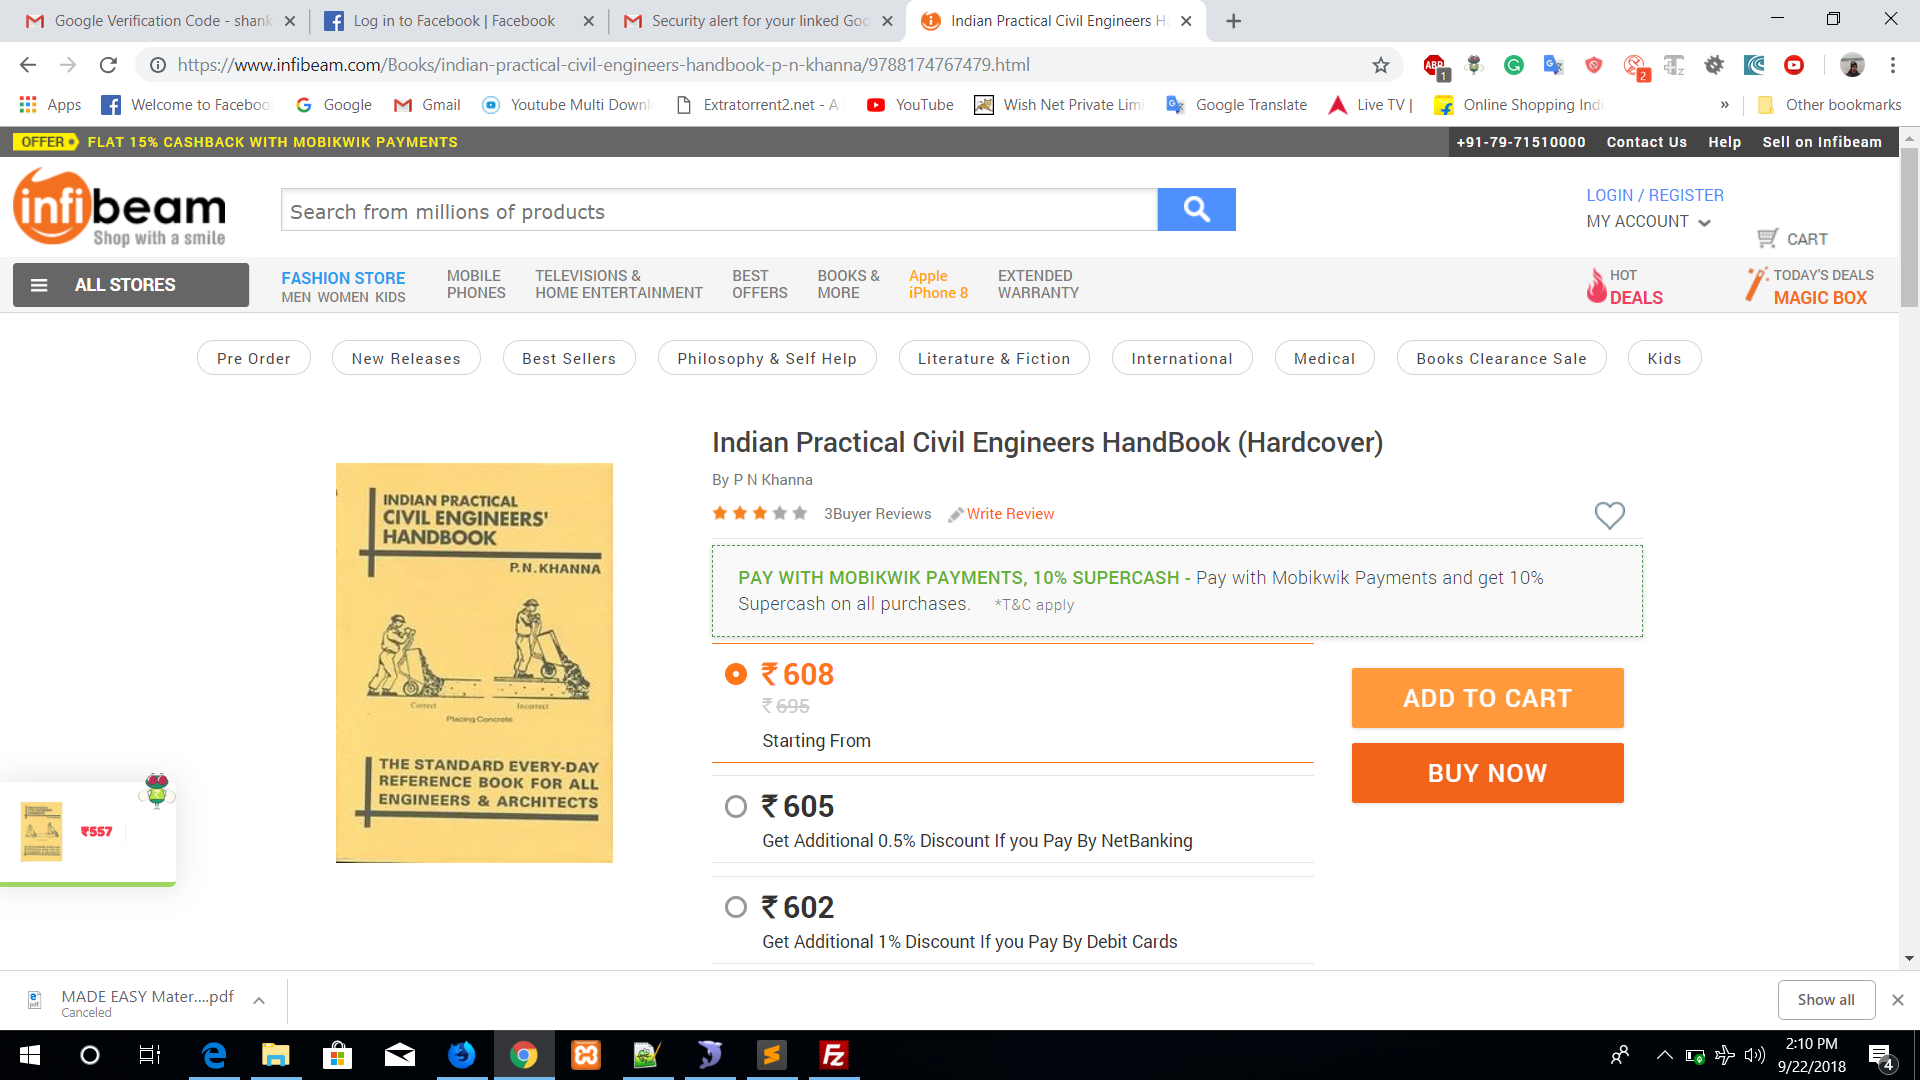 Google Verification Code - shank
Log in to Facebook | Facebook
Security alert for your linked Goo
Indian Practical Civil Engineers H
https://www.infibeam.com/Books/indian-practical-civil-engineers-handbook-p-n-khanna/9788174767479.html
ABP
1
2
Apps
Welcome to Faceboo
Google
Gmail
Youtube Multi Downl
Extratorrent2.net - A
YouTube
Wish Net Private Limi
Google Translate
Live TV |
Online Shopping Indi
»
Other bookmarks
OFFER
FLAT 15% CASHBACK WITH MOBIKWIK PAYMENTS
+91-79-71510000
Contact Us
Help
Sell on Infibeam
infibeam
Shop with a smile
Search from millions of products
LOGIN / REGISTER
MY ACCOUNT
CART
ALL STORES
FASHION STORE
MEN WOMEN KIDS
MOBILE
PHONES
TELEVISIONS &
HOME ENTERTAINMENT
BEST
OFFERS
BOOKS &
MORE
Apple
iPhone 8
EXTENDED
WARRANTY
HOT
DEALS
TODAY'S DEALS
MAGIC BOX
Pre Order
New Releases
Best Sellers
Philosophy & Self Help
Literature & Fiction
International
Medical
Books Clearance Sale
Kids
INDIAN PRACTICAL
CIVIL ENGINEERS'
HANDBOOK
P.N.KHANNA
Correct
Incorrect
Placing Concrete
THE STANDARD EVERY-DAY
REFERENCE BOOK FOR ALL
ENGINEERS & ARCHITECTS
Indian Practical Civil Engineers HandBook (Hardcover)
By P N Khanna
3Buyer Reviews
Write Review
PAY WITH MOBIKWIK PAYMENTS, 10% SUPERCASH - Pay with Mobikwik Payments and get 10%
Supercash on all purchases. *T&C apply
₹ 608
₹ 695
Starting From
₹ 605
Get Additional 0.5% Discount If you Pay By NetBanking
₹ 602
Get Additional 1% Discount If you Pay By Debit Cards
ADD TO CART
BUY NOW
₹557
MADE EASY Mater....pdf
Canceled
Show all
2:10 PM
9/22/2018
4